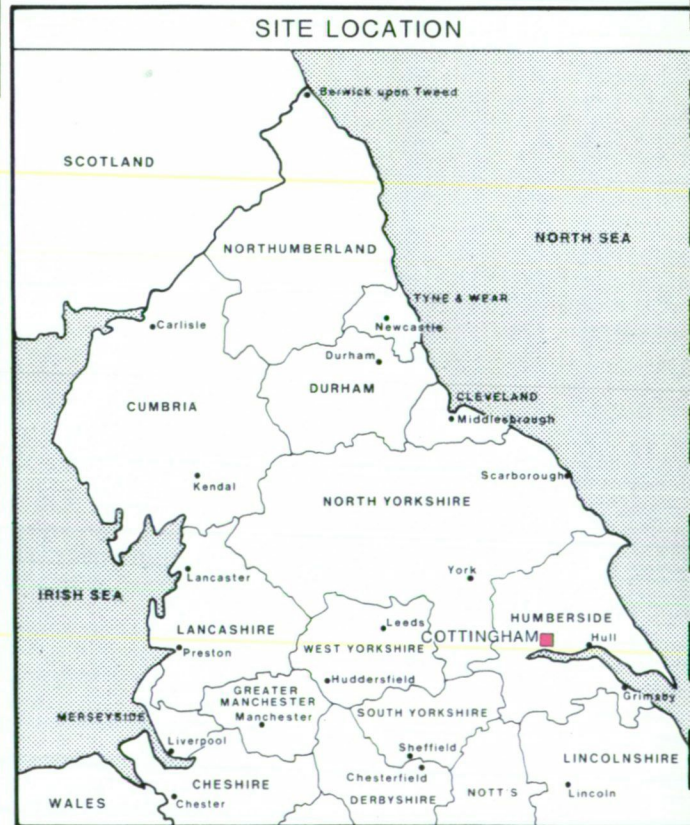 SITE LOCATION
Berwick upon Tweed
SCOTLAND
NORTH SEA
NORTHUMBERLAND
TYNE & WEAR
Carlisle
Newcastle
Durham
DURHAM
CLEVELAND
CUMBRIA
Middlesbrough
Kendal
Scarborough
NORTH YORKSHIRE
York
Lancaster
IRISH SEA
HUMBERSIDE
LANCASHIRE
Leeds
COTTINGHAM
Hull
Preston
WEST YORKSHIRE
Huddersfield
GREATER
MANCHESTER
Grimsby
MERSEYSIDE
Manchester
SOUTH YORKSHIRE
Liverpool
Sheffield
LINCOLNSHIRE
CHESHIRE
Chesterfield
NOTT'S
Lincoln
WALES
Chester
DERBYSHIRE